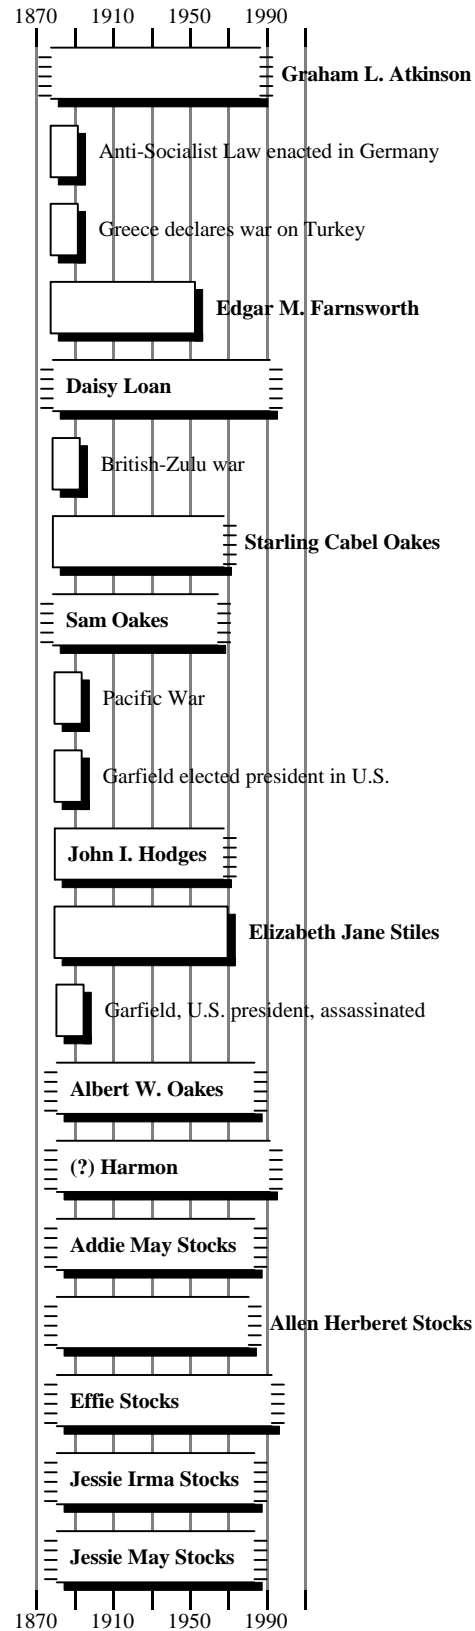 1870 1910 1950 1990
Graham L. Atkinson
Anti-Socialist Law enacted in Germany
Greece declares war on Turkey
Edgar M. Farnsworth
Daisy Loan
British-Zulu war
Starling Cabel Oakes
Sam Oakes
Pacific War
Garfield elected president in U.S.
John I. Hodges
Elizabeth Jane Stiles
Garfield, U.S. president, assassinated
Albert W. Oakes
(?) Harmon
Addie May Stocks
Allen Herberet Stocks
Effie Stocks
Jessie Irma Stocks
Jessie May Stocks
1870 1910 1950 1990